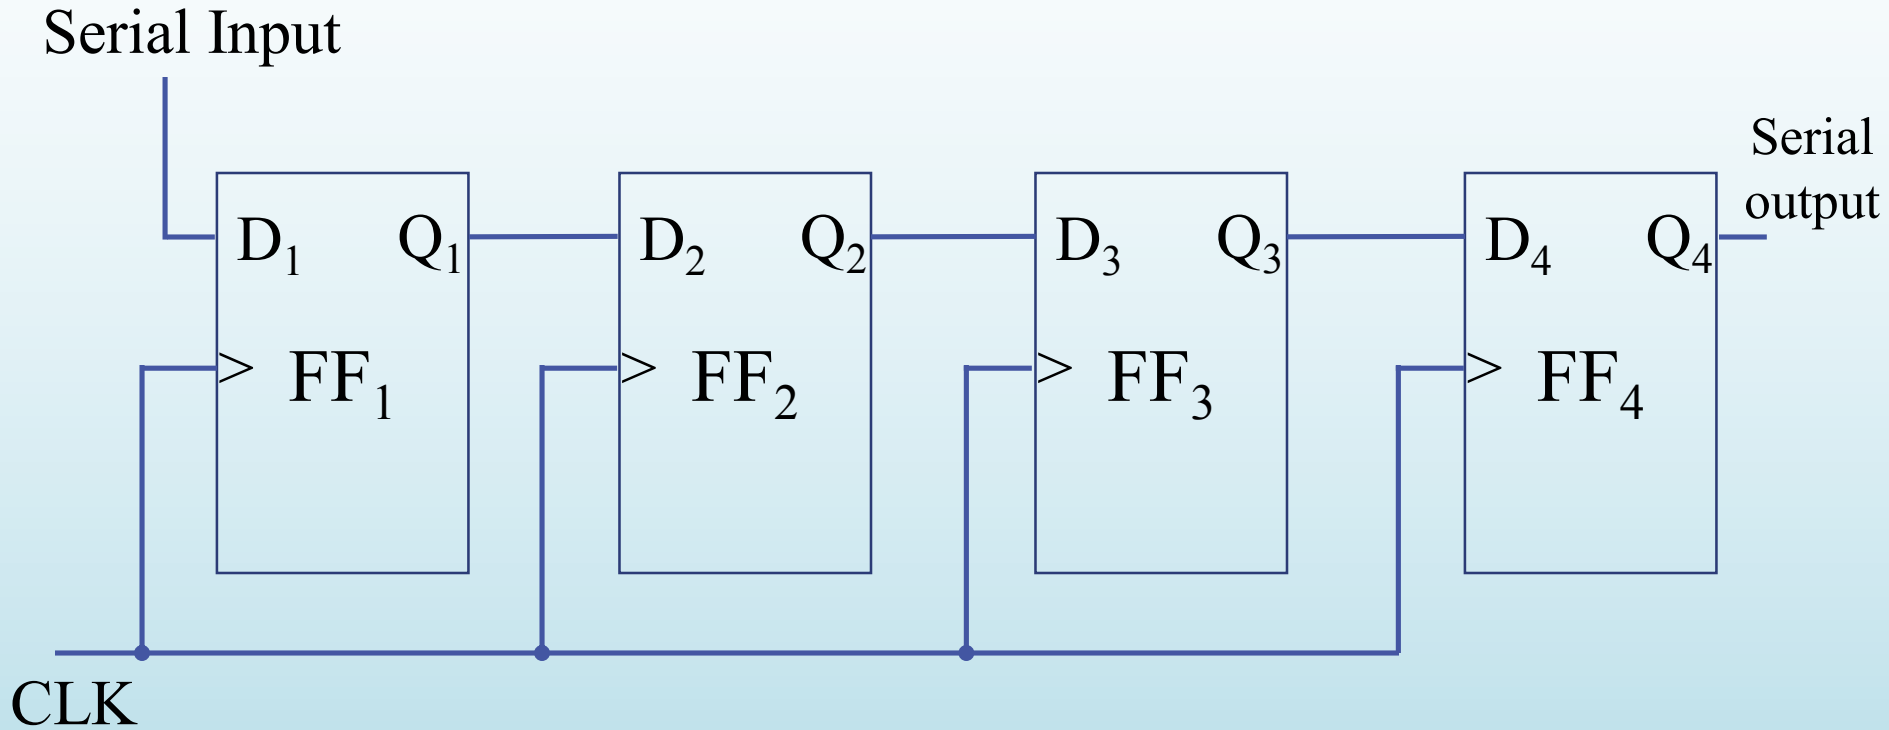 Serial Input
Serial
output
D₁ Q₁ D₂ Q₂ D₃ Q₃ D₄ Q₄
> FF₁ > FF₂ > FF₃ > FF₄
CLK